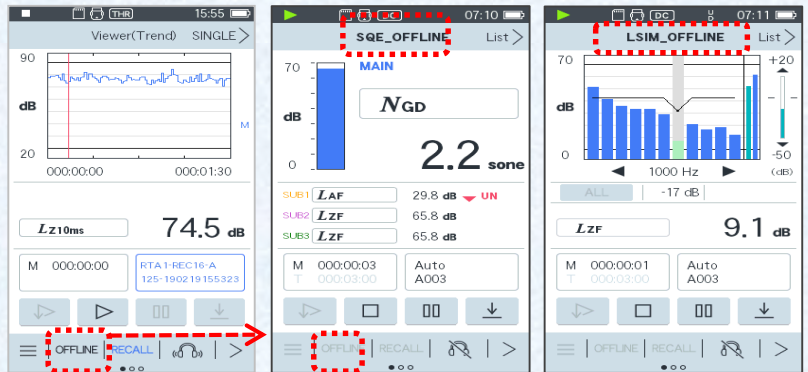 THR 15:55
Viewer(Trend) SINGLE
90
dB
M
20
000:00:00 000:01:30
LZ10ms 74.5 dB
M 000:00:00
RTA1-REC16-A
125-190219155323
OFFLINE RECALL
DC 07:10
SQE_OFFLINE List
70
MAIN
dB
NGD
0
2.2 sone
SUB1 LAF 29.8 dB UN
SUB2 LZF 65.8 dB
SUB3 LZF 65.8 dB
M 000:00:03 Auto
T 000:03:00 A003
OFFLINE RECALL
DC 07:11
LSIM_OFFLINE List
70 +20
dB
0 -50
1000 Hz (dB)
ALL -17 dB
LZF 9.1 dB
M 000:00:01 Auto
T 000:03:00 A003
OFFLINE RECALL